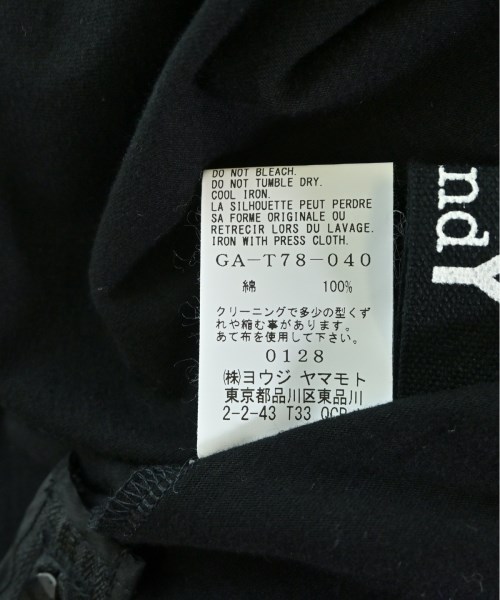 DO NOT BLEACH.
DO NOT TUMBLE DRY.
COOL IRON.
LA SILHOUETTE PEUT PERDRE
SA FORME ORIGINALE OU
RETRECIR LORS DU LAVAGE.
IRON WITH PRESS CLOTH.
GA-T78-040
綿 100%
クリーニングで多少の型くず
れや縮む事があります。
あて布を使用して下さい。
0128
㈱ヨウジ ヤマモト
東京都品川区東品川
2-2-43 T33 OCB
ndY